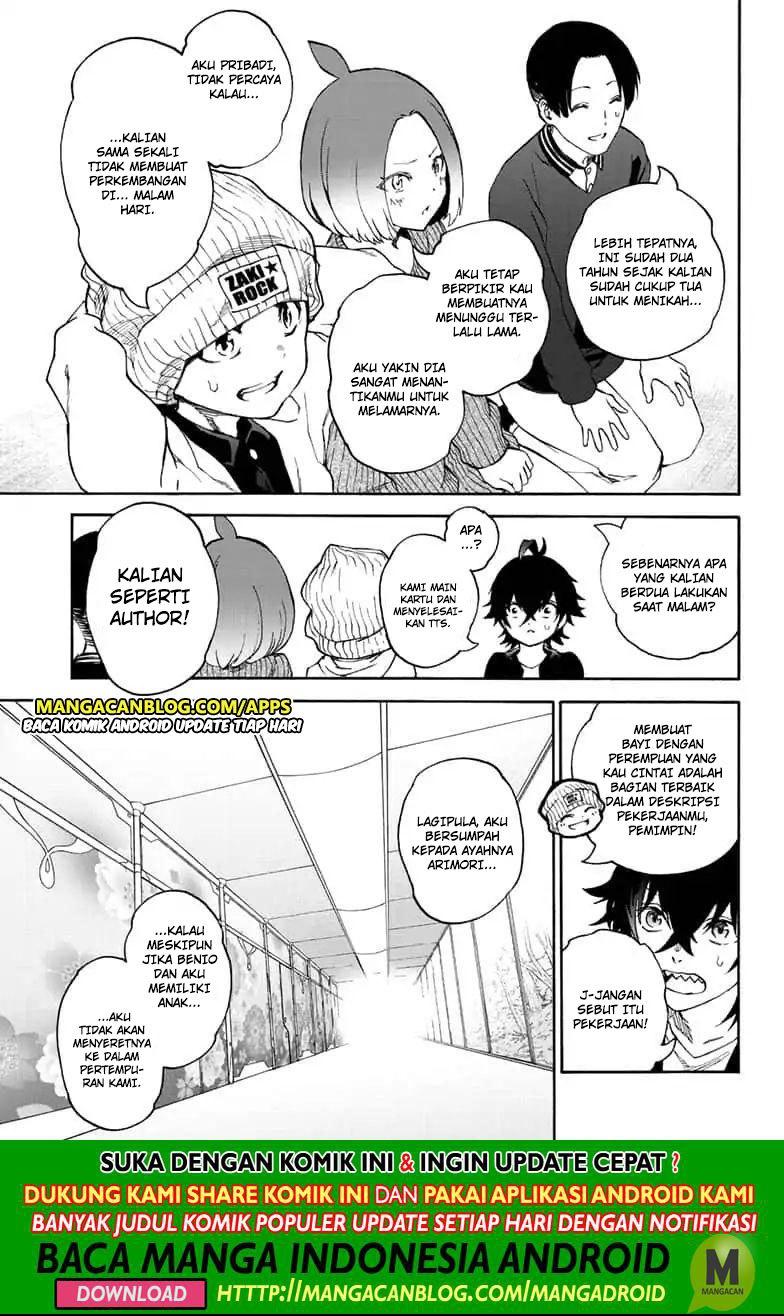 AKU PRIBADI,
TIDAK PERCAYA
KALAU...
...KALIAN
SAMA SEKALI
TIDAK MEMBUAT
PERKEMBANGAN
DI... MALAM
HARI.
ZAKI★
ROCK
LEBIH TEPATNYA,
INI SUDAH DUA
TAHUN SEJAK KALIAN
SUDAH CUKUP TUA
UNTUK MENIKAH...
AKU TETAP
BERPIKIR KAU
MEMBUATNYA
MENUNGGU TER-
LALU LAMA.
AKU YAKIN DIA
SANGAT MENAN-
TIKANMU UNTUK
MELAMARNYA.
SEBENARNYA APA
YANG KALIAN
BERDUA LAKUKAN
SAAT MALAM?
APA
...?
KAMI MAIN
KARTU DAN
MENYELESAI-
KAN TTS.
KALIAN
SEPERTI
AUTHOR!
MANGACANBLOG.COM/APPS
BACA KOMIK ANDROID UPDATE TIAP HARI
MEMBUAT
BAYI DENGAN
PEREMPUAN YANG
KAU CINTAI ADALAH
BAGIAN TERBAIK
DALAM DESKRIPSI
PEKERJAANMU,
PEMIMPIN!
J-JANGAN
SEBUT ITU
PEKERJAAN!
LAGIPULA, AKU
BERSUMPAH
KEPADA AYAHNYA
ARIMORI...
...KALAU
MESKIPUN
JIKA BENIO
DAN AKU
MEMILIKI
ANAK...
...AKU
TIDAK AKAN
MENYERETNYA
KE DALAM
PERTEMPU-
RAN KAMI.
SUKA DENGAN KOMIK INI & INGIN UPDATE CEPAT ?
DUKUNG KAMI SHARE KOMIK INI DAN PAKAI APLIKASI ANDROID KAMI
BANYAK JUDUL KOMIK POPULER UPDATE SETIAP HARI DENGAN NOTIFIKASI
BACA MANGA INDONESIA ANDROID
DOWNLOAD
HTTTP://MANGACANBLOG.COM/MANGADROID
M
MANGACAN